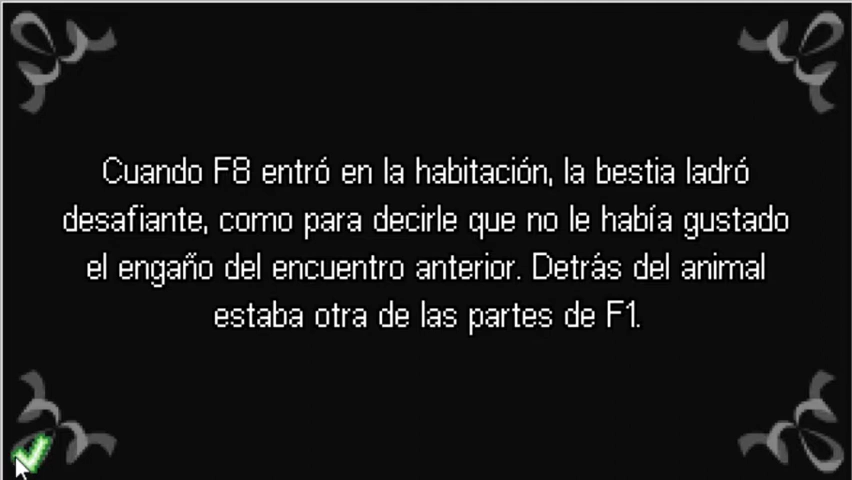 Cuando F8 entró en la habitación, la bestia ladró
desafiante, como para decirle que no le había gustado
el engaño del encuentro anterior. Detrás del animal
estaba otra de las partes de F1.